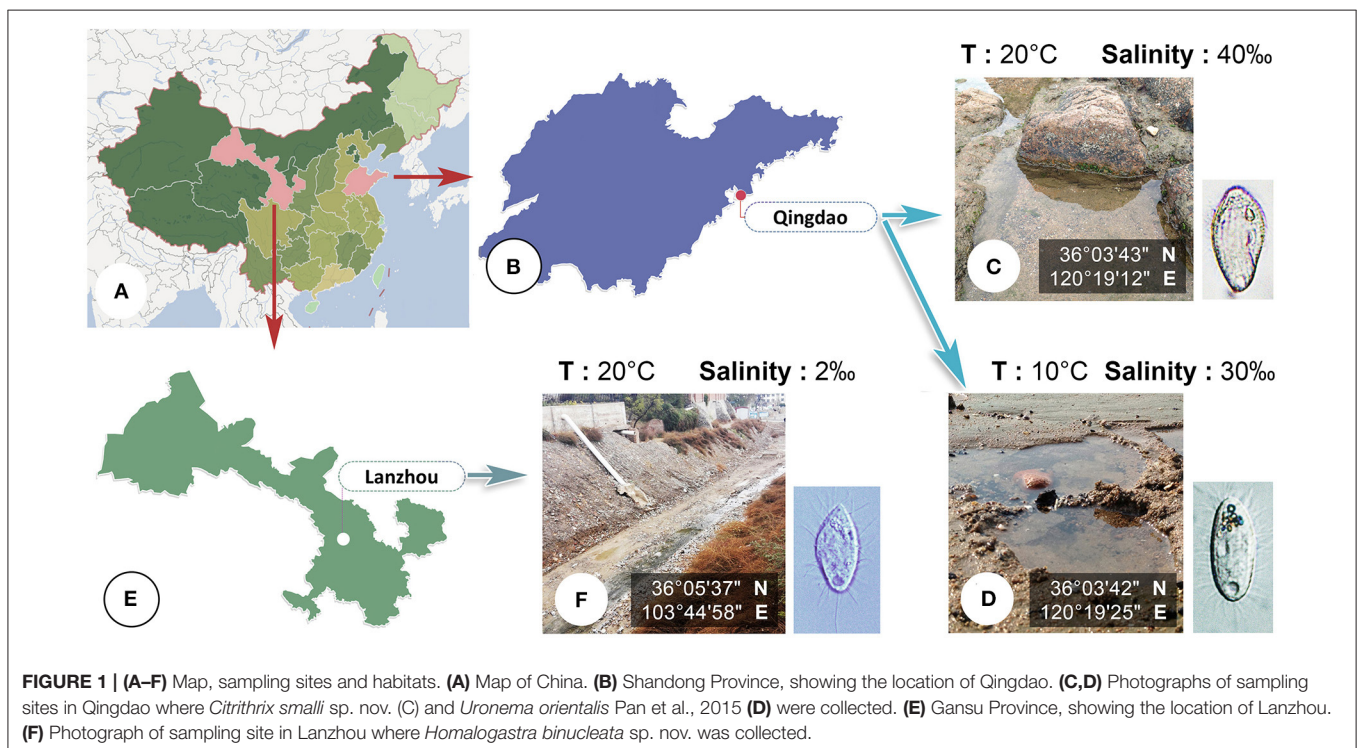 T : 20°C Salinity : 40‰
A
B
Qingdao
C
36°03'43" N
120°19'12" E
T : 20°C Salinity : 2‰
T : 10°C Salinity : 30‰
Lanzhou
E
F
36°05'37" N
103°44'58" E
D
36°03'42" N
120°19'25" E
FIGURE 1 | (A–F) Map, sampling sites and habitats. (A) Map of China. (B) Shandong Province, showing the location of Qingdao. (C,D) Photographs of sampling
sites in Qingdao where Citrithrix smalli sp. nov. (C) and Uronema orientalis Pan et al., 2015 (D) were collected. (E) Gansu Province, showing the location of Lanzhou.
(F) Photograph of sampling site in Lanzhou where Homalogastra binucleata sp. nov. was collected.